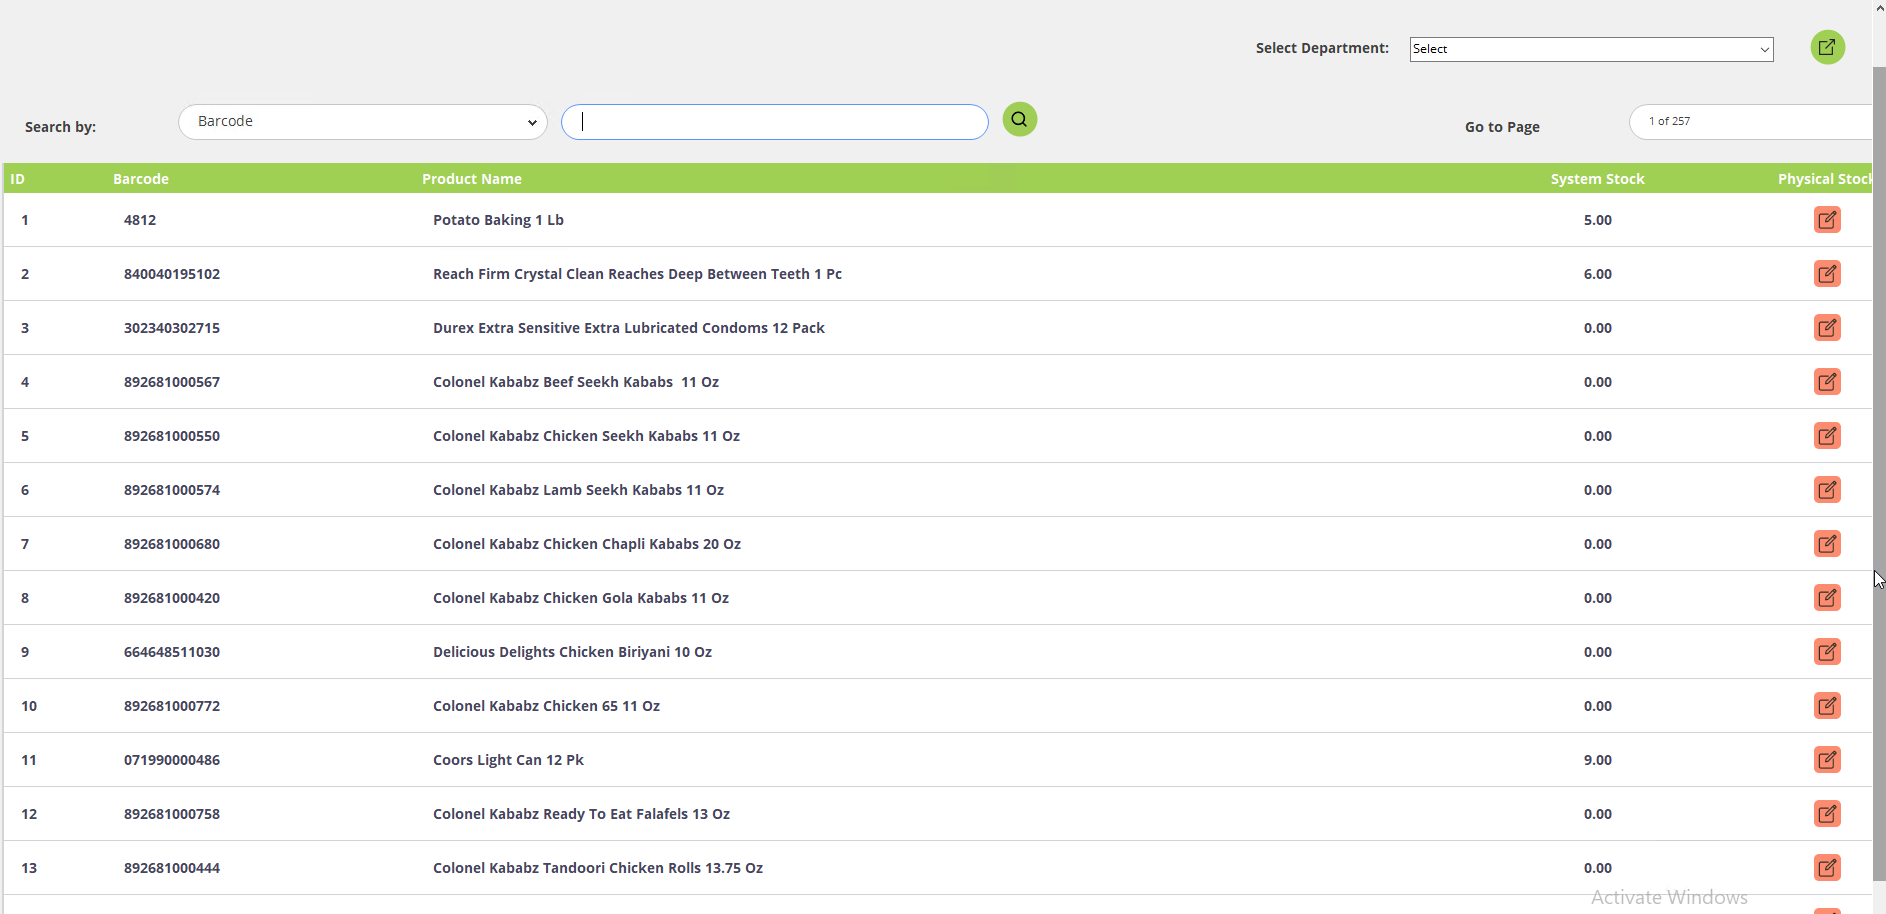 Select Department: Select
Search by: Barcode Go to Page 1 of 257
ID Barcode Product Name System Stock Physical Stock
1 4812 Potato Baking 1 Lb 5.00
2 840040195102 Reach Firm Crystal Clean Reaches Deep Between Teeth 1 Pc 6.00
3 302340302715 Durex Extra Sensitive Extra Lubricated Condoms 12 Pack 0.00
4 892681000567 Colonel Kababz Beef Seekh Kababs 11 Oz 0.00
5 892681000550 Colonel Kababz Chicken Seekh Kababs 11 Oz 0.00
6 892681000574 Colonel Kababz Lamb Seekh Kababs 11 Oz 0.00
7 892681000680 Colonel Kababz Chicken Chapli Kababs 20 Oz 0.00
8 892681000420 Colonel Kababz Chicken Gola Kababs 11 Oz 0.00
9 664648511030 Delicious Delights Chicken Biriyani 10 Oz 0.00
10 892681000772 Colonel Kababz Chicken 65 11 Oz 0.00
11 071990000486 Coors Light Can 12 Pk 9.00
12 892681000758 Colonel Kababz Ready To Eat Falafels 13 Oz 0.00
13 892681000444 Colonel Kababz Tandoori Chicken Rolls 13.75 Oz 0.00
Activate Windows